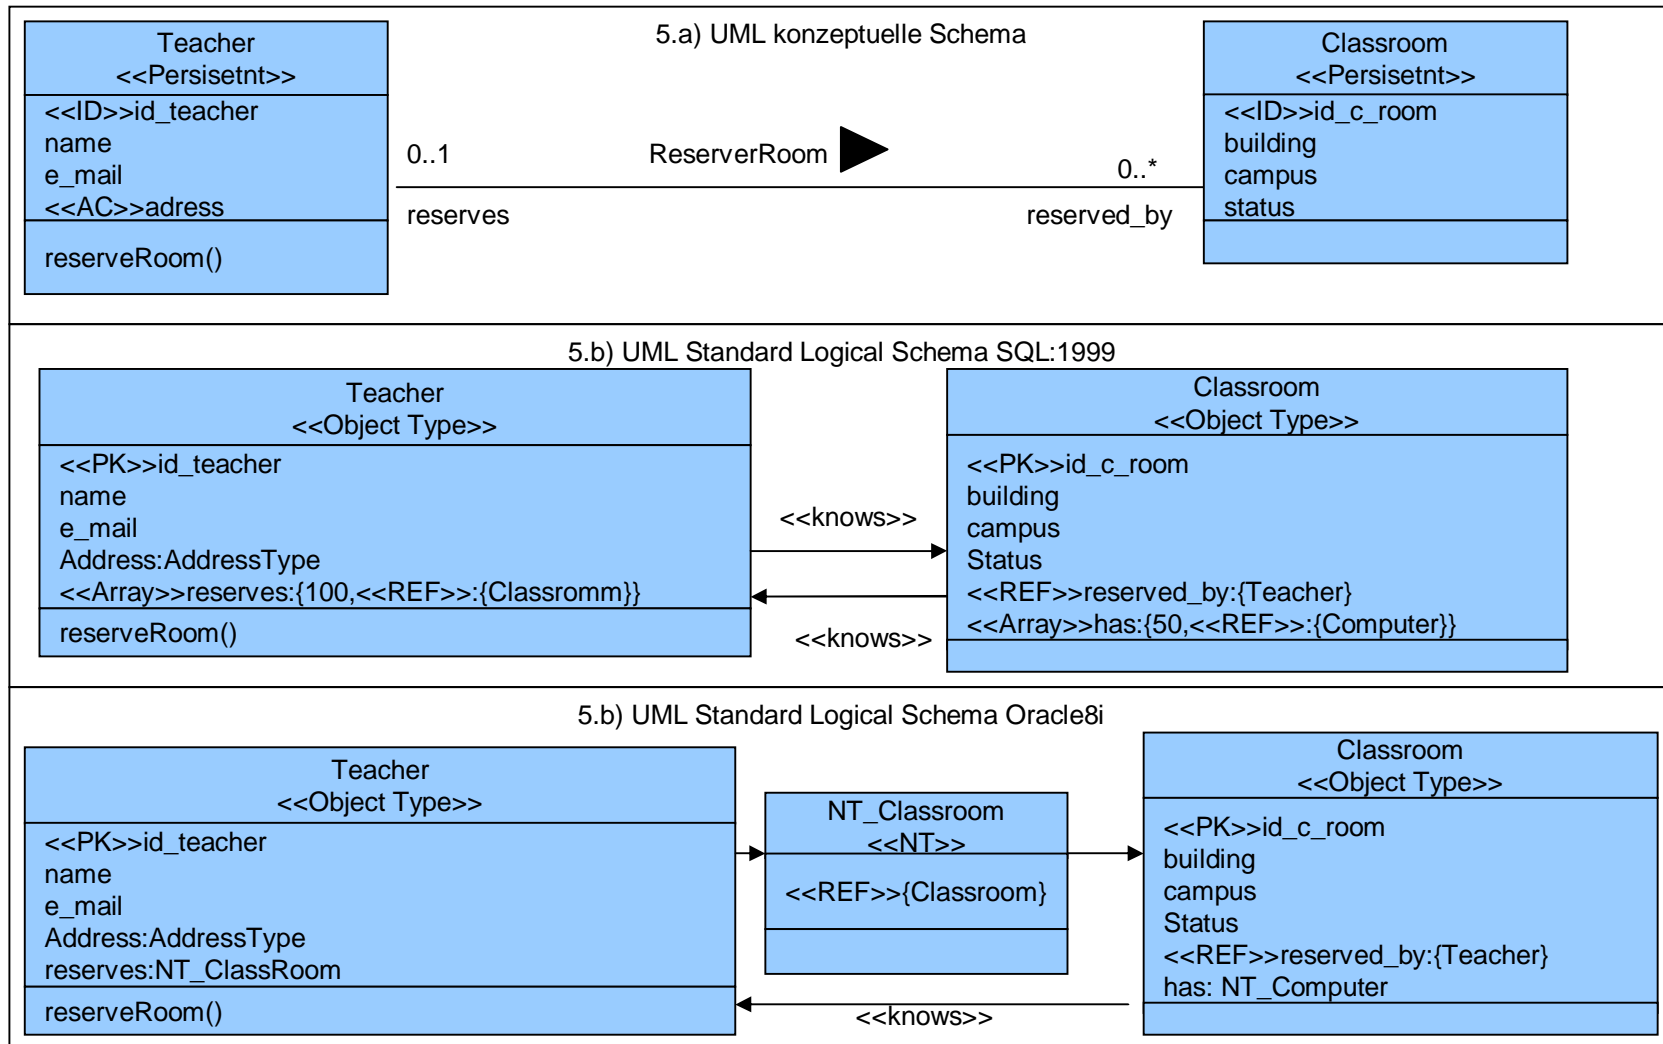 5.a) UML konzeptuelle Schema
Teacher
<<Persisetnt>>
<<ID>>id_teacher
name
e_mail
<<AC>>adress
reserveRoom()
0..1
reserves
ReserverRoom
0..*
reserved_by
Classroom
<<Persisetnt>>
<<ID>>id_c_room
building
campus
status
5.b) UML Standard Logical Schema SQL:1999
Teacher
<<Object Type>>
<<PK>>id_teacher
name
e_mail
Address:AddressType
<<Array>>reserves:{100,<<REF>>:{Classromm}}
reserveRoom()
<<knows>>
<<knows>>
Classroom
<<Object Type>>
<<PK>>id_c_room
building
campus
Status
<<REF>>reserved_by:{Teacher}
<<Array>>has:{50,<<REF>>:{Computer}}
5.b) UML Standard Logical Schema Oracle8i
Teacher
<<Object Type>>
<<PK>>id_teacher
name
e_mail
Address:AddressType
reserves:NT_ClassRoom
reserveRoom()
NT_Classroom
<<NT>>
<<REF>>{Classroom}
<<knows>>
Classroom
<<Object Type>>
<<PK>>id_c_room
building
campus
Status
<<REF>>reserved_by:{Teacher}
has: NT_Computer